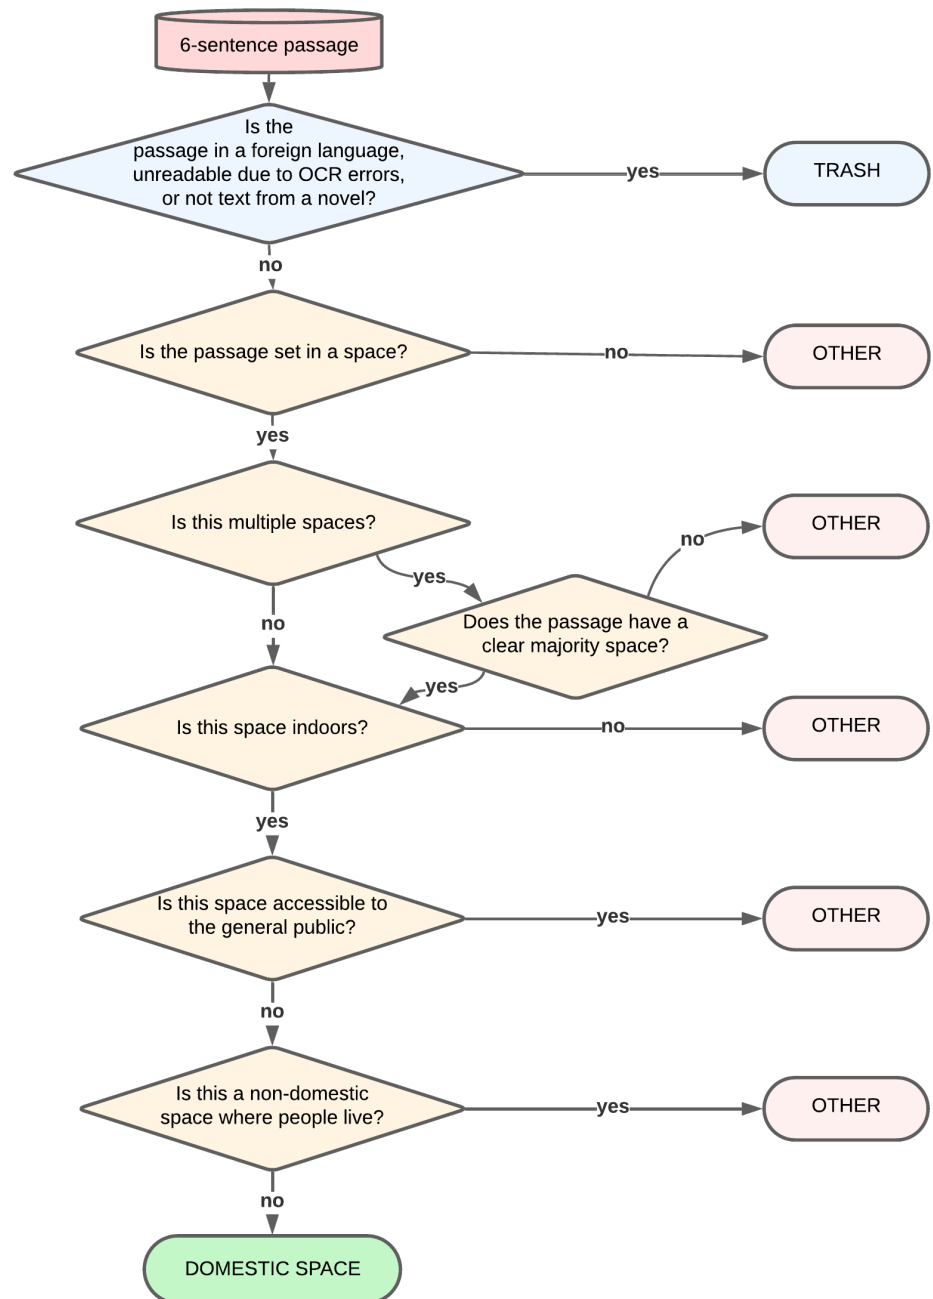 6-sentence passage
Is the
passage in a foreign language,
unreadable due to OCR errors,
or not text from a novel?
yes
TRASH
no
Is the passage set in a space?
no
OTHER
yes
Is this multiple spaces?
yes
Does the passage have a
clear majority space?
no
OTHER
no
yes
Is this space indoors?
no
OTHER
yes
Is this space accessible to
the general public?
yes
OTHER
no
Is this a non-domestic
space where people live?
yes
OTHER
no
DOMESTIC SPACE